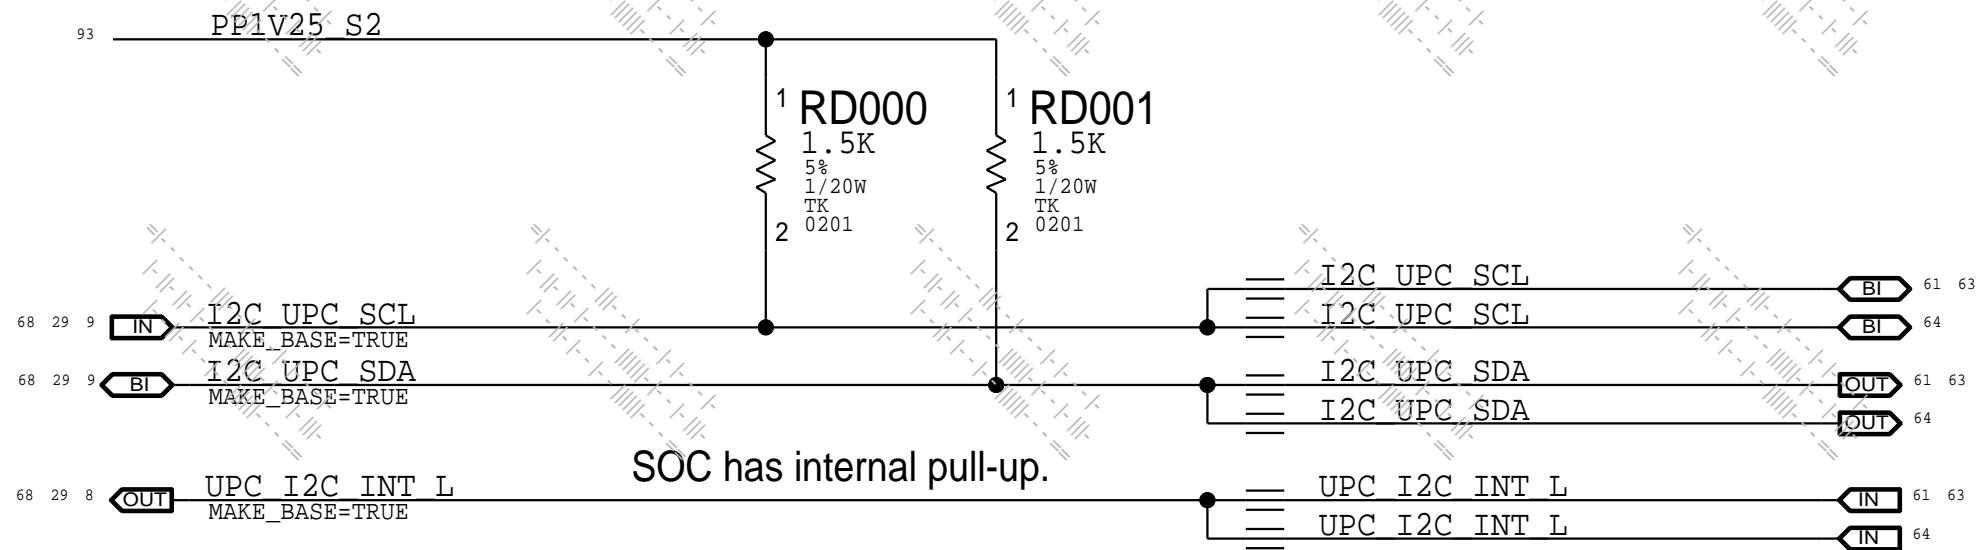 93 PP1V25_S2
1 RD000 1 RD001
1.5K 1.5K
5% 5%
1/20W 1/20W
TK TK
0201 0201
2 2
I2C_UPC_SCL BI 61 63
68 29 9 IN I2C_UPC_SCL I2C_UPC_SCL BI 64
MAKE_BASE=TRUE
68 29 9 BI I2C_UPC_SDA I2C_UPC_SDA OUT 61 63
MAKE_BASE=TRUE
I2C_UPC_SDA OUT 64
SOC has internal pull-up.
68 29 8 OUT UPC_I2C_INT_L UPC_I2C_INT_L IN 61 63
MAKE_BASE=TRUE
UPC_I2C_INT_L IN 64